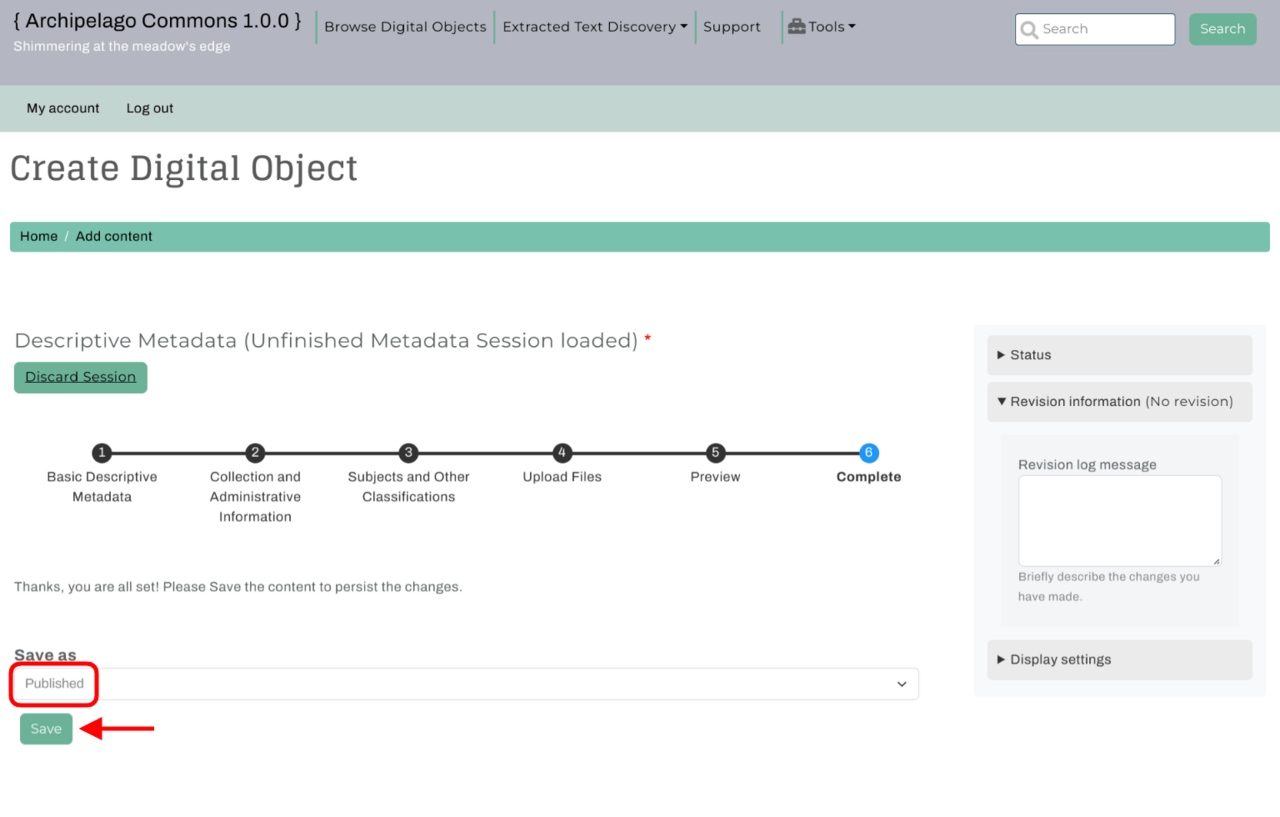 { Archipelago Commons 1.0.0 }
Shimmering at the meadow's edge
Browse Digital Objects
Extracted Text Discovery
Support
Tools
Search
Search
My account
Log out
Create Digital Object
Home / Add content
Descriptive Metadata (Unfinished Metadata Session loaded) *
Discard Session
1
Basic Descriptive
Metadata
2
Collection and
Administrative
Information
3
Subjects and Other
Classifications
4
Upload Files
5
Preview
6
Complete
Thanks, you are all set! Please Save the content to persist the changes.
Save as
Published
Save
Status
Revision information (No revision)
Revision log message
Briefly describe the changes you
have made.
Display settings